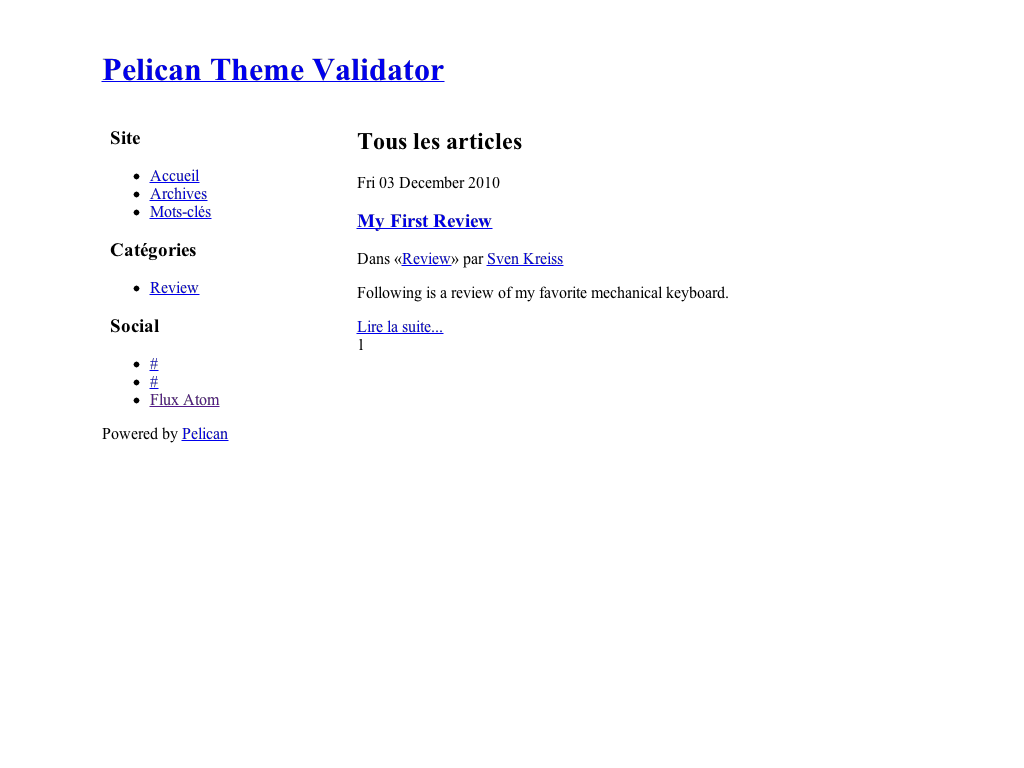 Pelican Theme Validator
Site
Accueil
Archives
Mots-clés
Catégories
Review
Social
#
#
Flux Atom
Tous les articles
Fri 03 December 2010
My First Review
Dans «Review» par Sven Kreiss
Following is a review of my favorite mechanical keyboard.
Lire la suite...
1
Powered by Pelican